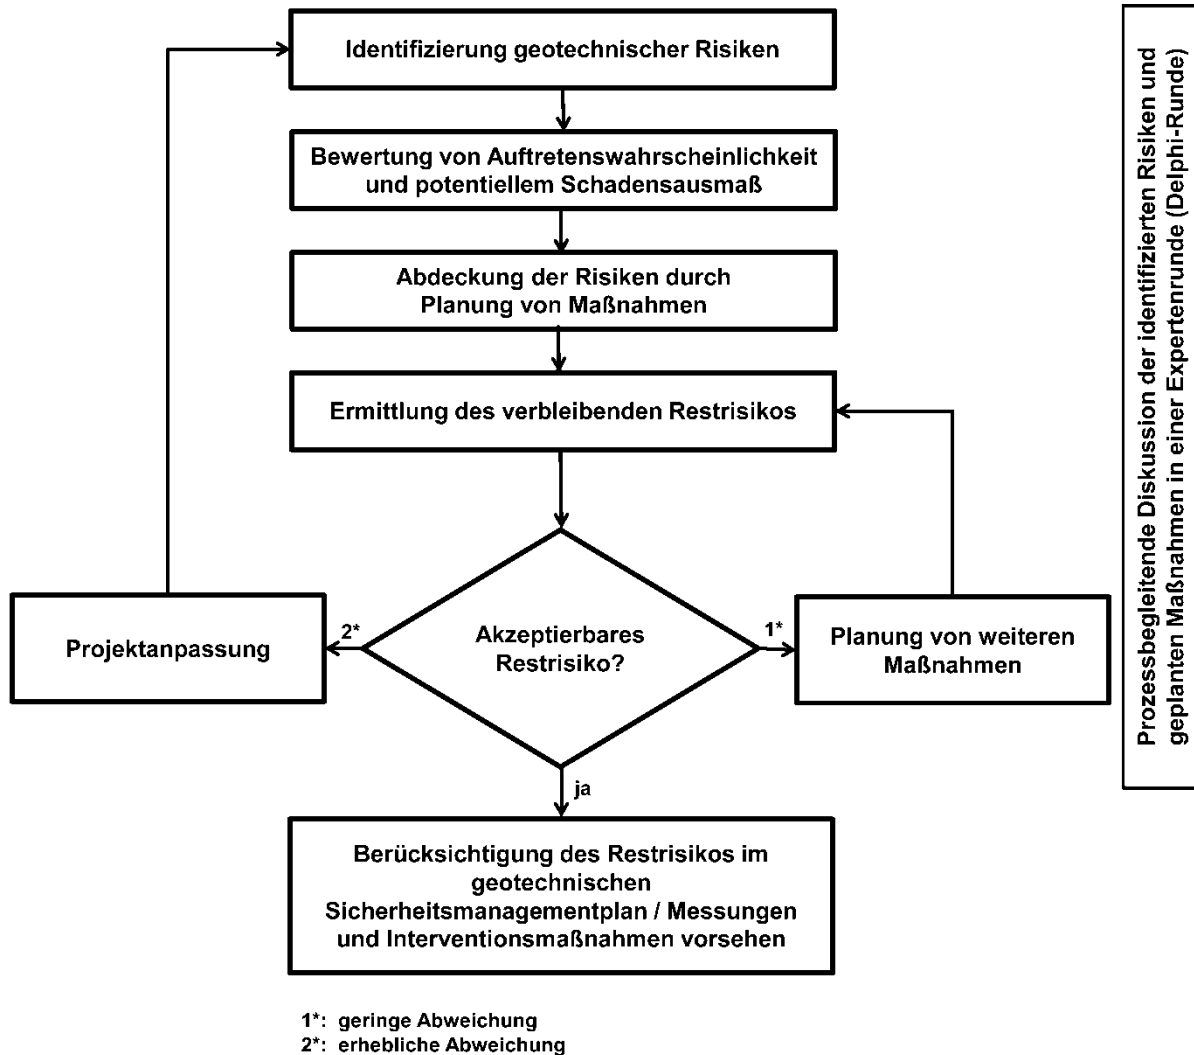 Identifizierung geotechnischer Risiken
Bewertung von Auftretenswahrscheinlichkeit
und potentiellem Schadensausmaß
Abdeckung der Risiken durch
Planung von Maßnahmen
Ermittlung des verbleibenden Restrisikos
Projektanpassung
2*
Akzeptierbares
Restrisiko?
1*
Planung von weiteren
Maßnahmen
ja
Berücksichtigung des Restrisikos im
geotechnischen
Sicherheitsmanagementplan / Messungen
und Interventionsmaßnahmen vorsehen
1*: geringe Abweichung
2*: erhebliche Abweichung
Prozessbegleitende Diskussion der identifizierten Risiken und
geplanten Maßnahmen in einer Expertenrunde (Delphi-Runde)